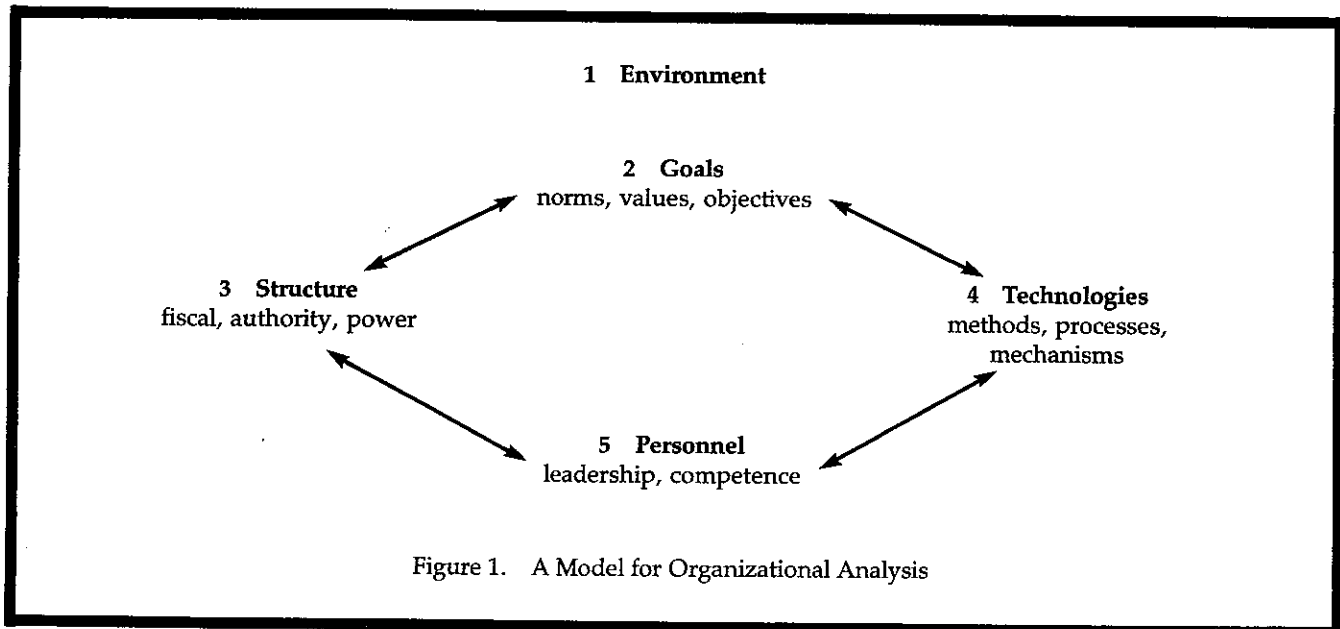 1 Environment
2 Goals
norms, values, objectives
3 Structure
fiscal, authority, power
4 Technologies
methods, processes,
mechanisms
5 Personnel
leadership, competence
Figure 1. A Model for Organizational Analysis